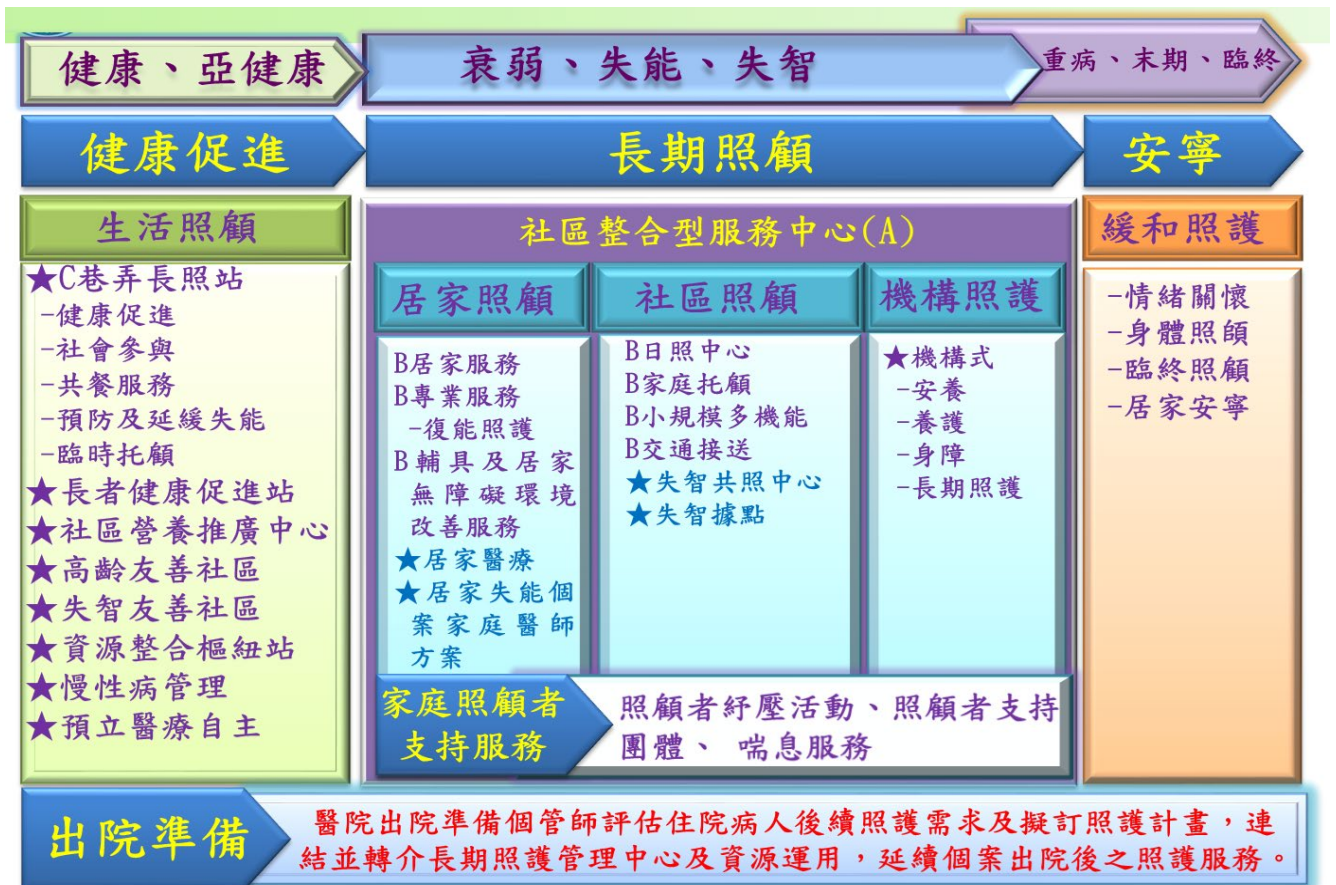 健康、亞健康
衰弱、失能、失智
重病、末期、臨終
健康促進
長期照顧
安寧
生活照顧
★C巷弄長照站
-健康促進
-社會參與
-共餐服務
-預防及延緩失能
-臨時托顧
★長者健康促進站
★社區營養推廣中心
★高齡友善社區
★失智友善社區
★資源整合樞紐站
★慢性病管理
★預立醫療自主
社區整合型服務中心(A)
居家照顧
B居家服務
B專業服務
-復能照護
B輔具及居家
無障礙環境
改善服務
★居家醫療
★居家失能個
案家庭醫師
方案
社區照顧
B日照中心
B家庭托顧
B小規模多機能
B交通接送
★失智共照中心
★失智據點
機構照護
★機構式
-安養
-養護
-身障
-長期照護
家庭照顧者
支持服務
照顧者紓壓活動、照顧者支持
團體、 喘息服務
緩和照護
-情緒關懷
-身體照頎
-臨終照顧
-居家安寧
出院準備
醫院出院準備個管師評估住院病人後續照護需求及擬訂照護計畫，連
結並轉介長期照護管理中心及資源運用，延續個案出院後之照護服務。